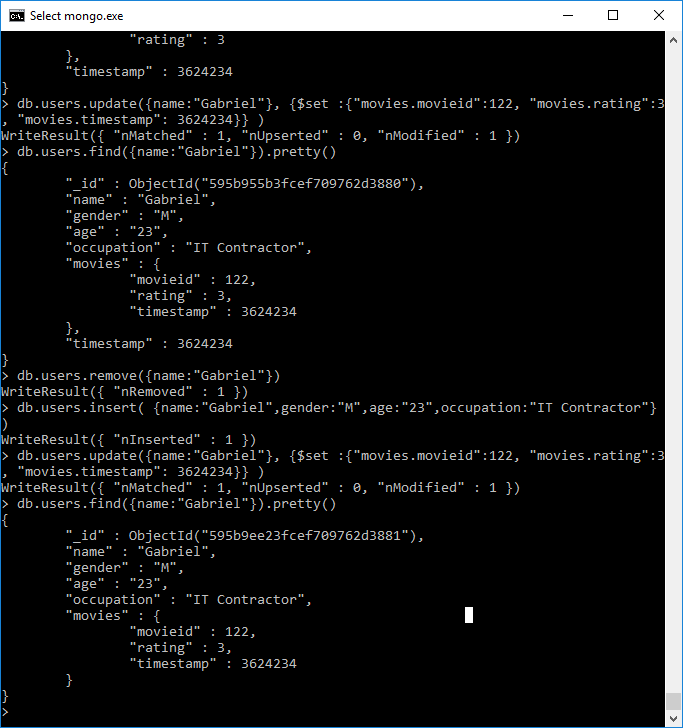 Select mongo.exe
                "rating" : 3
        },
        "timestamp" : 3624234
}
> db.users.update({name:"Gabriel"}, {$set :{"movies.movieid":122, "movies.rating":3
, "movies.timestamp": 3624234}} )
WriteResult({ "nMatched" : 1, "nUpserted" : 0, "nModified" : 1 })
> db.users.find({name:"Gabriel"}).pretty()
{
        "_id" : ObjectId("595b955b3fcef709762d3880"),
        "name" : "Gabriel",
        "gender" : "M",
        "age" : "23",
        "occupation" : "IT Contractor",
        "movies" : {
                "movieid" : 122,
                "rating" : 3,
                "timestamp" : 3624234
        },
        "timestamp" : 3624234
}
> db.users.remove({name:"Gabriel"})
WriteResult({ "nRemoved" : 1 })
> db.users.insert( {name:"Gabriel",gender:"M",age:"23",occupation:"IT Contractor"}
)
WriteResult({ "nInserted" : 1 })
> db.users.update({name:"Gabriel"}, {$set :{"movies.movieid":122, "movies.rating":3
, "movies.timestamp": 3624234}} )
WriteResult({ "nMatched" : 1, "nUpserted" : 0, "nModified" : 1 })
> db.users.find({name:"Gabriel"}).pretty()
{
        "_id" : ObjectId("595b9ee23fcef709762d3881"),
        "name" : "Gabriel",
        "gender" : "M",
        "age" : "23",
        "occupation" : "IT Contractor",
        "movies" : {
                "movieid" : 122,
                "rating" : 3,
                "timestamp" : 3624234
        }
}
>